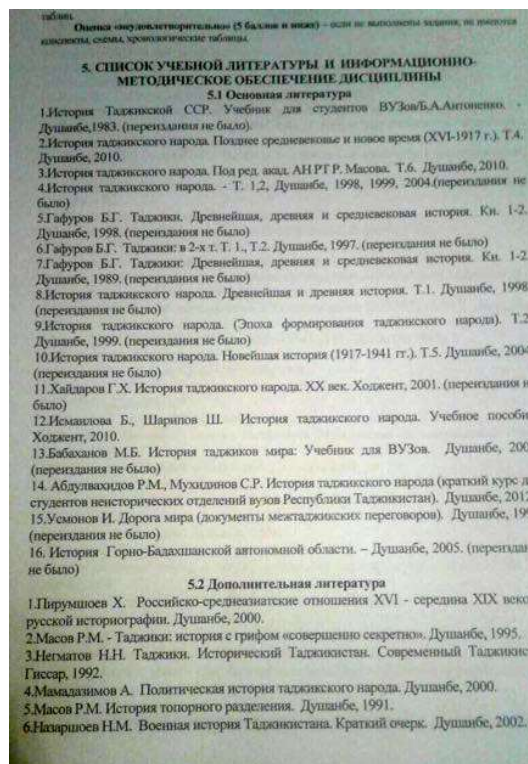 таблиц.
Оценка «неудовлетворительно» (5 баллов и ниже) – если не выполнены задания, не имеются
конспекты, схемы, хронологические таблицы.
5. СПИСОК УЧЕБНОЙ ЛИТЕРАТУРЫ И ИНФОРМАЦИОННО-
МЕТОДИЧЕСКОЕ ОБЕСПЕЧЕНИЕ ДИСЦИПЛИНЫ
5.1 Основная литература
1.История Таджикской ССР. Учебник для студентов ВУЗов/Б.А.Антоненко. -
Душанбе,1983. (переиздания не было).
2.История таджикского народа. Позднее средневековье и новое время (XVI-1917 г.). Т.4.
Душанбе, 2010.
3.История таджикского народа. Под ред. акад. АН РТ Р. Масова. Т.6. Душанбе, 2010.
4.История таджикского народа. - Т. 1,2, Душанбе, 1998, 1999, 2004.(переиздания не
было)
5.Гафуров Б.Г. Таджики. Древнейшая, древняя и средневековая история. Кн. 1-2.
Душанбе, 1998. (переиздания не было)
6.Гафуров Б.Г. Таджики: в 2-х т. Т. 1., Т.2. Душанбе, 1997. (переиздания не было)
7.Гафуров Б.Г. Таджики: Древнейшая, древняя и средневековая история. Кн. 1-2
Душанбе, 1989. (переиздания не было)
8.История таджикского народа. Древнейшая и древняя история. Т.1. Душанбе, 1998
(переиздания не было)
9.История таджикского народа. (Эпоха формирования таджикского народа). Т.2
Душанбе, 1999. (переиздания не было)
10.История таджикского народа. Новейшая история (1917-1941 гг.). Т.5. Душанбе, 2004
(переиздания не было)
11.Хайдаров Г.Х. История таджикского народа. XX век. Ходжент, 2001. (переиздания н
было)
12.Исмаилова Б., Шарипов Ш. История таджикского народа. Учебное пособи
Ходжент, 2010.
13.Бабаханов М.Б. История таджиков мира: Учебник для ВУЗов. Душанбе, 200
(переиздания не было)
14. Абдулвахидов Р.М., Мухидинов С.Р. История таджикского народа (краткий курс д
студентов неисторических отделений вузов Республики Таджикистан). Душанбе, 201
15.Усмонов И. Дорога мира (документы межтаджикских переговоров). Душанбе, 199
(переиздания не было)
16. История Горно-Бадахшанской автономной области. – Душанбе, 2005. (переиздан
не было)
5.2 Дополнительная литература
1.Пирумшоев Х. Российско-среднеазиатские отношения XVI - середина XIX веко
русской историографии. Душанбе, 2000.
2.Масов Р.М. - Таджики: история с грифом «совершенно секретно». Душанбе, 1995.
3.Негматов Н.Н. Таджики. Исторический Таджикистан. Современный Таджикис
Гиссар, 1992.
4.Мамадазимов А. Политическая история таджикского народа. Душанбе, 2000.
5.Масов Р.М. История топорного разделения. Душанбе, 1991.
6.Назаршоев Н.М. Военная история Таджикистана. Краткий очерк. Душанбе, 2002.